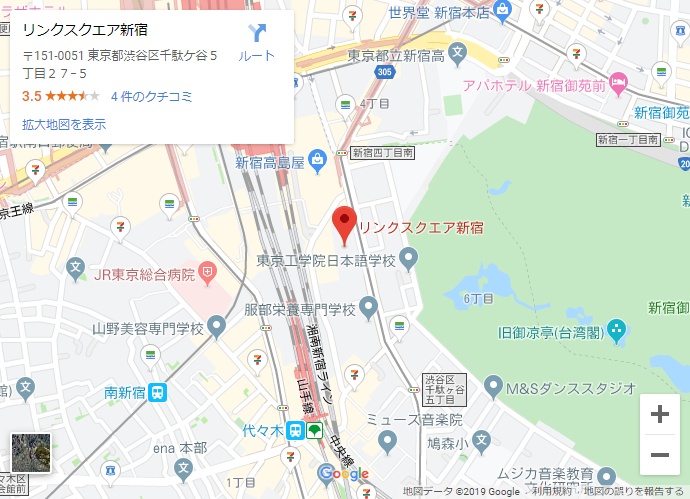 リンクスクエア新宿
〒151-0051 東京都渋谷区千駄ケ谷５
丁目２７−５
3.5
4 件のクチコミ
拡大地図を表示
ルート
世界堂 新宿本店
東京都立新宿高
305
アパホテル 新宿御苑前
新宿御
4丁目
新宿四丁目南
新宿一丁目南
20
新宿高島屋
京王線
リンクスクエア新宿
東京工学院日本語学校
JR東京総合病院
6丁目
服部栄養専門学校
新宿御
山野美容専門学校
旧御凉亭(台湾閣)
湘南新宿ライン
山手線
中央線
渋谷区
千駄ヶ谷
五丁目
M&Sダンススタジオ
南新宿
代々木
ミューズ音楽院
ena 本部
鳩森小
1丁目
ムジカ音楽教育
代々木区
会館前
Google
地図データ ©2019 Google
利用規約
地図の誤りを報告する